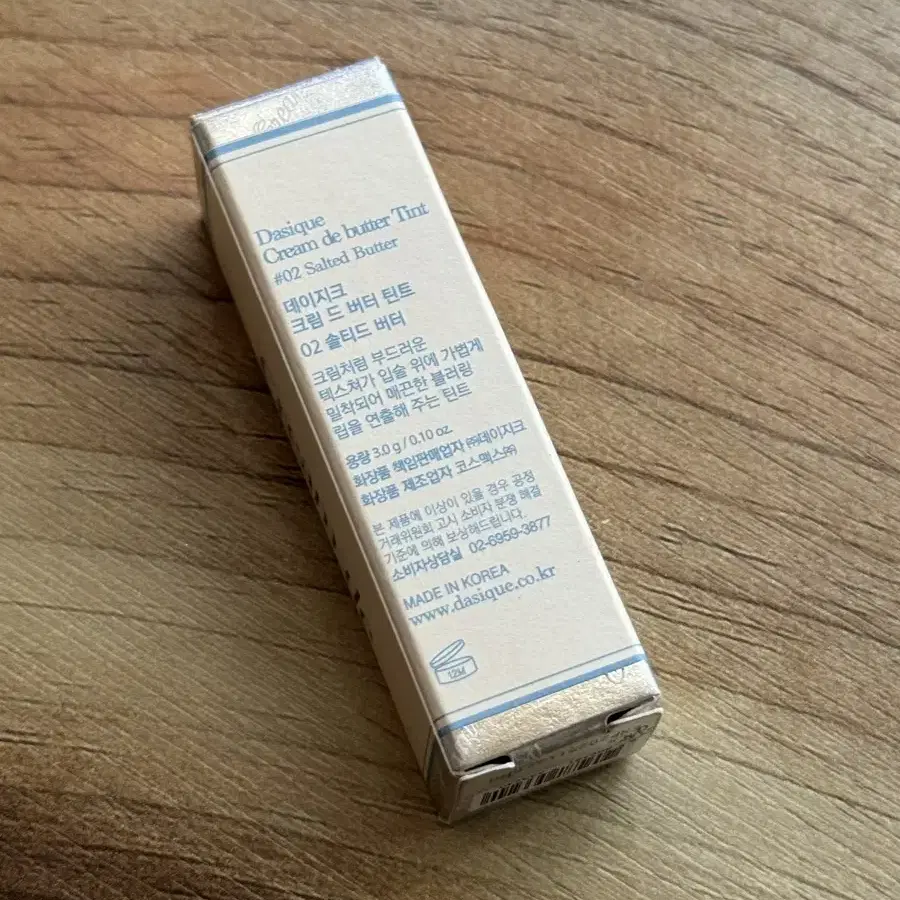 Cream
Dasique
Cream de butter Tint
#02 Salted Butter
데이지크
크림 드 버터 틴트
02 솔티드 버터
크림처럼 부드러운
텍스쳐가 입술 위에 가볍게
밀착되어 매끈한 블러링
립을 연출해 주는 틴트
용량 3.0 g / 0.10 oz.
화장품 책임판매업자 ㈜데이지크
화장품 제조업자 코스맥스㈜
본 제품에 이상이 있을 경우 공정
거래위원회 고시 소비자 분쟁 해결
기준에 의해 보상해드립니다.
소비자상담실 02-6959-3877
MADE IN KOREA
www.dasique.co.kr
12M